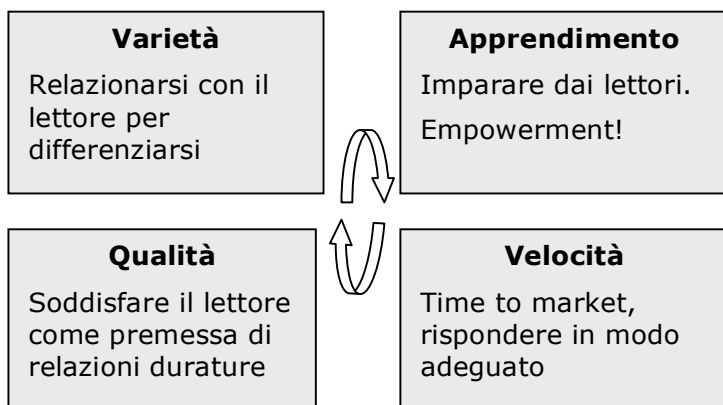 Varietà
Relazionarsi con il
lettore per
differenziarsi
Apprendimento
Imparare dai lettori.
Empowerment!
Qualità
Soddisfare il lettore
come premessa di
relazioni durature
Velocità
Time to market,
rispondere in modo
adeguato